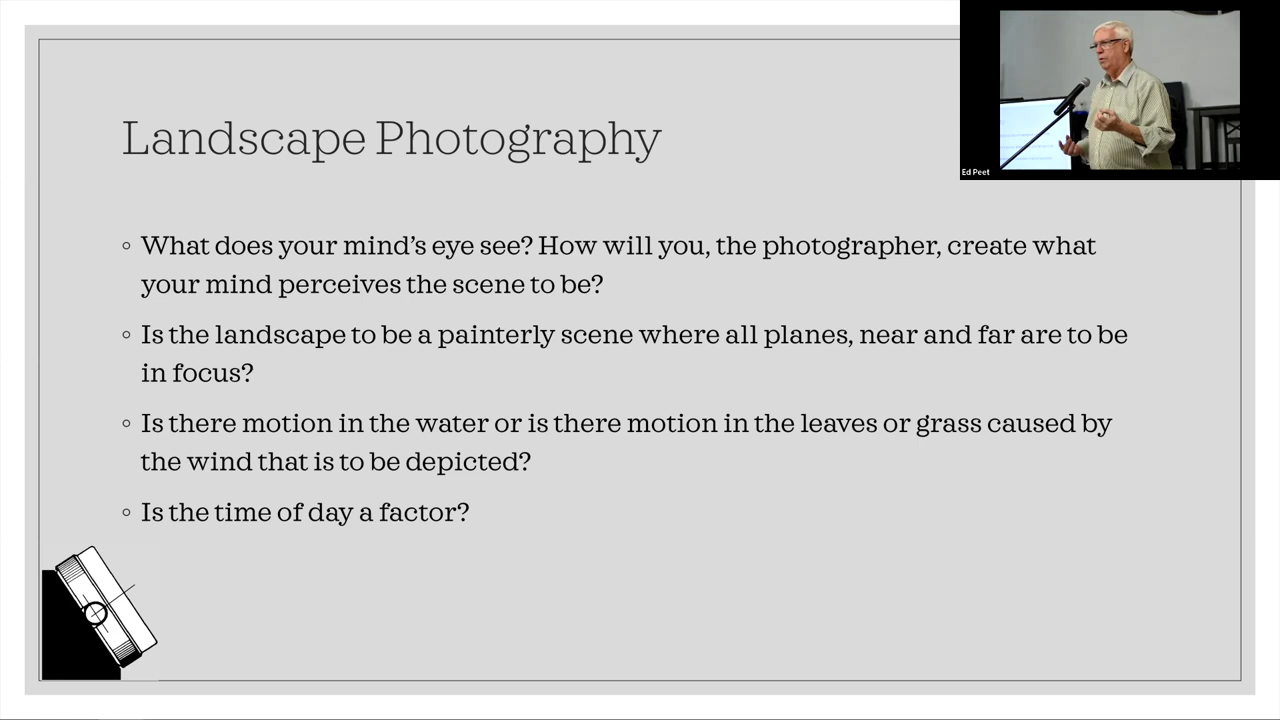 Landscape Photography
Ed Peet
◦ What does your mind’s eye see? How will you, the photographer, create what
your mind perceives the scene to be?
◦ Is the landscape to be a painterly scene where all planes, near and far are to be
in focus?
◦ Is there motion in the water or is there motion in the leaves or grass caused by
the wind that is to be depicted?
◦ Is the time of day a factor?